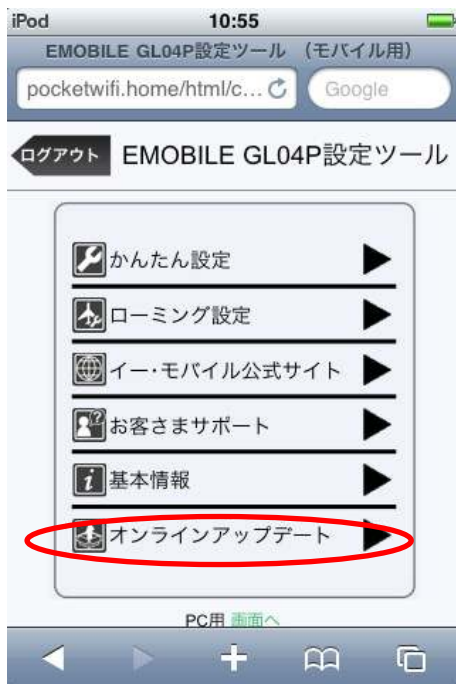 iPod 10:55
EMOBILE GL04P設定ツール (モバイル用)
pocketwifi.home/html/c... Google
ログアウト EMOBILE GL04P設定ツール
かんたん設定
ローミング設定
イー・モバイル公式サイト
お客さまサポート
基本情報
オンラインアップデート
PC用 画面へ